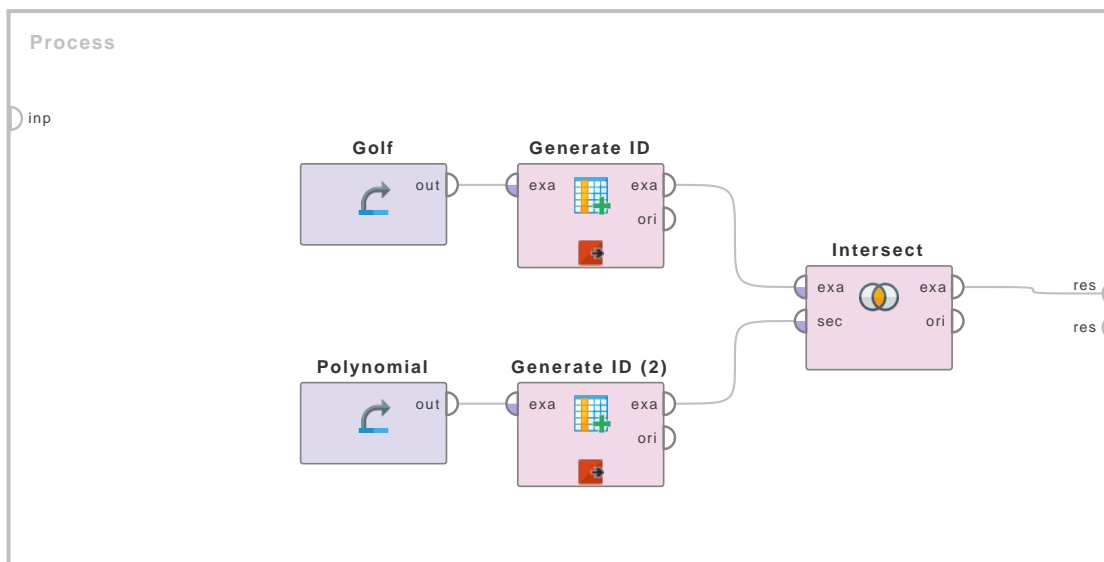 Process
inp
Golf
out
Generate ID
exa
exa
ori
Intersect
exa
exa
sec
ori
res
res
Polynomial
out
Generate ID (2)
exa
exa
ori